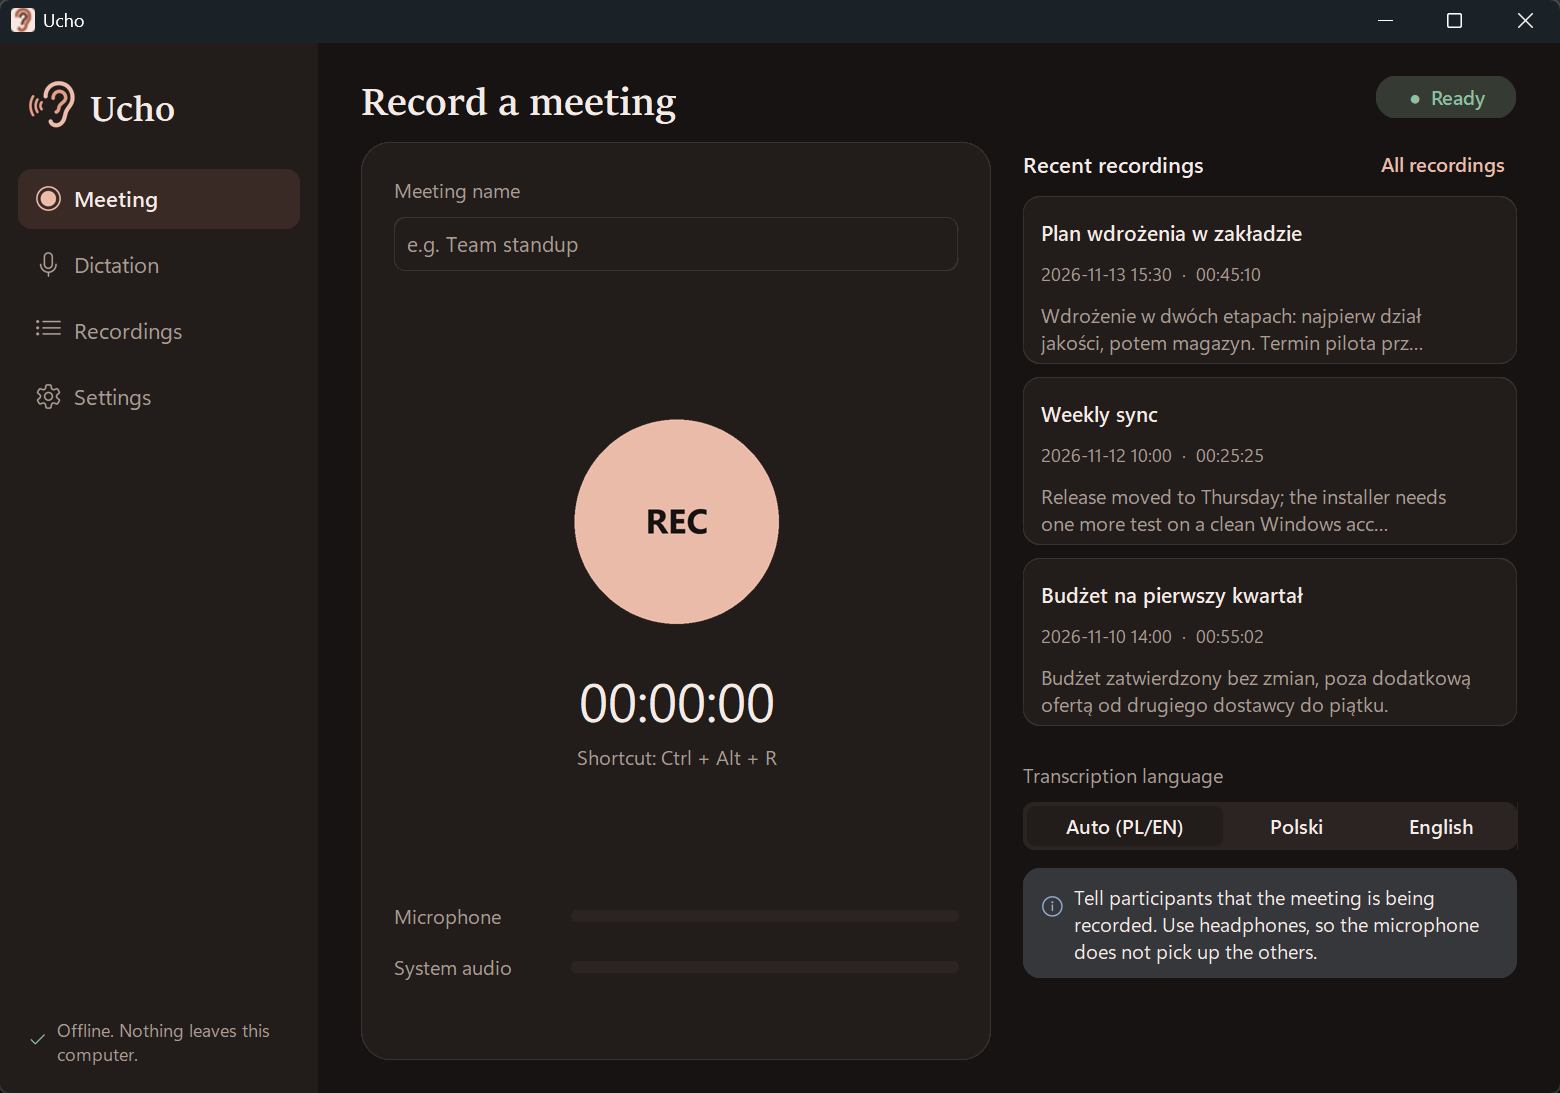 Ucho
Ucho
Meeting
Dictation
Recordings
Settings
Offline. Nothing leaves this
computer.
Record a meeting
Ready
Meeting name
e.g. Team standup
REC
00:00:00
Shortcut: Ctrl + Alt + R
Microphone
System audio
Recent recordings
All recordings
Plan wdrożenia w zakładzie
2026-11-13 15:30 · 00:45:10
Wdrożenie w dwóch etapach: najpierw dział
jakości, potem magazyn. Termin pilota prz...
Weekly sync
2026-11-12 10:00 · 00:25:25
Release moved to Thursday; the installer needs
one more test on a clean Windows acc...
Budżet na pierwszy kwartał
2026-11-10 14:00 · 00:55:02
Budżet zatwierdzony bez zmian, poza dodatkową
ofertą od drugiego dostawcy do piątku.
Transcription language
Auto (PL/EN)
Polski
English
Tell participants that the meeting is being
recorded. Use headphones, so the microphone
does not pick up the others.